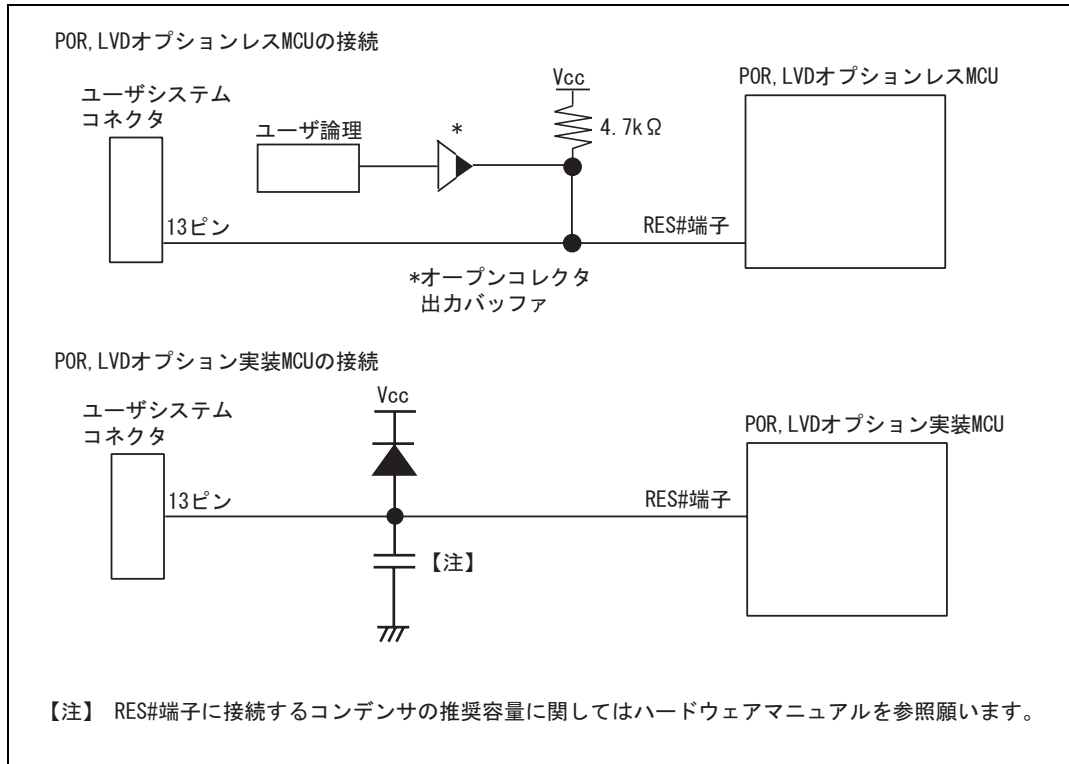 POR, LVDオプションレスMCUの接続
ユーザシステム
コネクタ
ユーザ論理
*
Vcc
4.7kΩ
POR, LVDオプションレスMCU
13ピン
RES#端子
*オープンコレクタ
出力バッファ
POR, LVDオプション実装MCUの接続
ユーザシステム
コネクタ
Vcc
POR, LVDオプション実装MCU
13ピン
RES#端子
【注】
【注】 RES#端子に接続するコンデンサの推奨容量に関してはハードウェアマニュアルを参照願います。